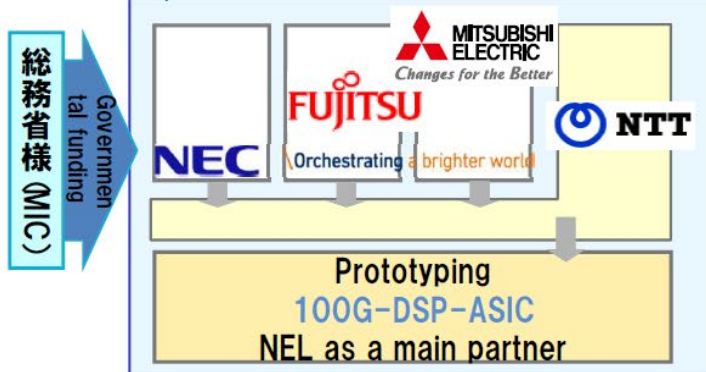 総務省様(MIC)
Governmen
tal funding
MITSUBISHI
ELECTRIC
Changes for the Better
FUJITSU
NTT
NEC
\Orchestrating a brighter world
Prototyping
100G-DSP-ASIC
NEL as a main partner